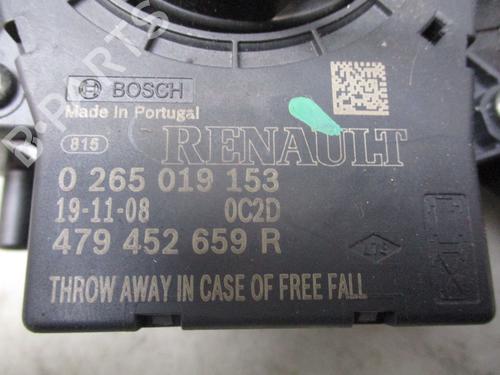 BOSCH
Made in Portugal
815
RENAULT
0 265 019 153
19-11-08 0C2D
479 452 659 R
THROW AWAY IN CASE OF FREE FALL